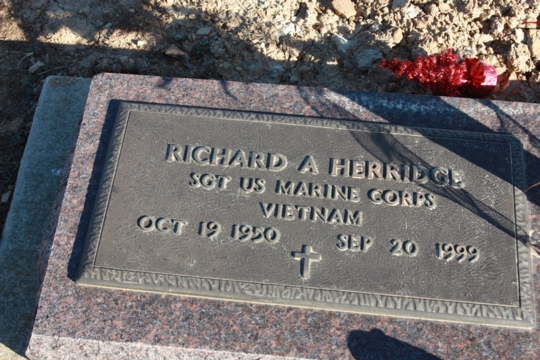 RICHARD A HERRIDGE
SGT US MARINE CORPS
VIETNAM
OCT 19 1950 SEP 20 1999